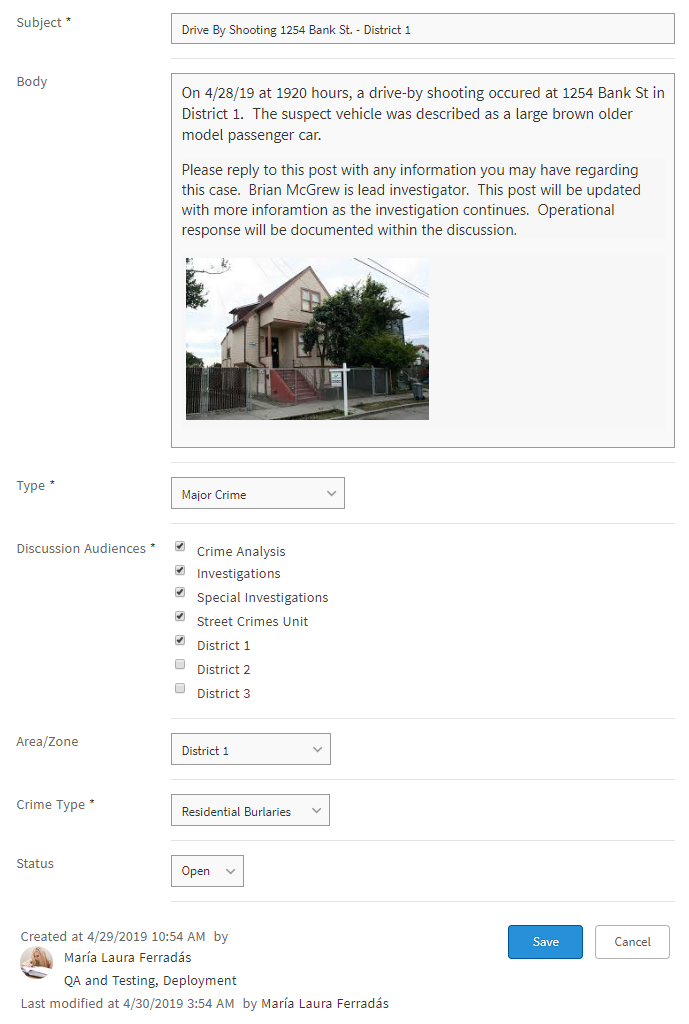 Subject *
Drive By Shooting 1254 Bank St. - District 1
Body
On 4/28/19 at 1920 hours, a drive-by shooting occured at 1254 Bank St in
District 1.  The suspect vehicle was described as a large brown older
model passenger car.
Please reply to this post with any information you may have regarding
this case.  Brian McGrew is lead investigator.  This post will be updated
with more inforamtion as the investigation continues.  Operational
response will be documented within the discussion.
Type *
Major Crime
Discussion Audiences *
Crime Analysis
Investigations
Special Investigations
Street Crimes Unit
District 1
District 2
District 3
Area/Zone
District 1
Crime Type *
Residential Burlaries
Status
Open
Created at 4/29/2019 10:54 AM  by
María Laura Ferradás
QA and Testing, Deployment
Last modified at 4/30/2019 3:54 AM  by María Laura Ferradás
Save
Cancel